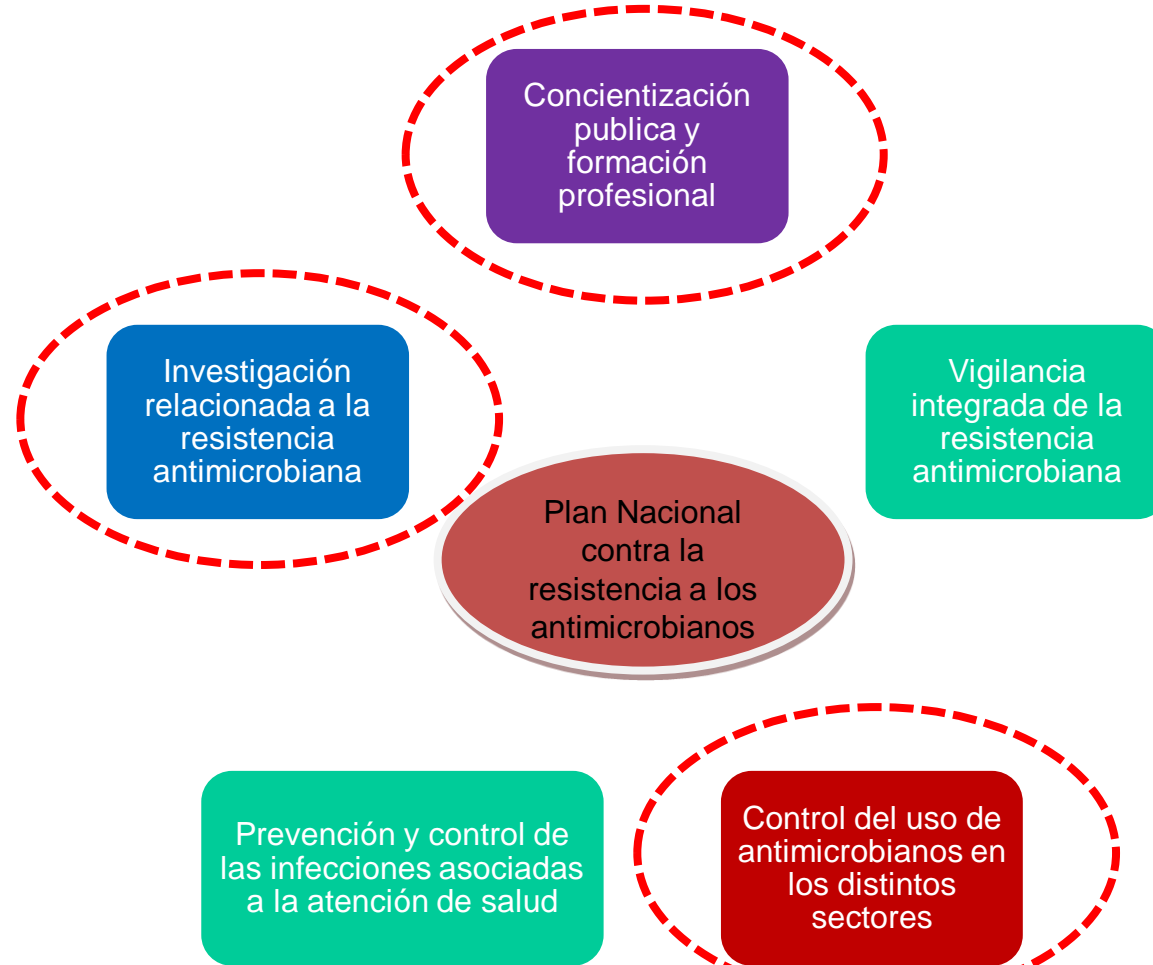 Concientización
publica y
formación
profesional
Investigación
relacionada a la
resistencia
antimicrobiana
Vigilancia
integrada de la
resistencia
antimicrobiana
Plan Nacional
contra la
resistencia a los
antimicrobianos
Prevención y control de
las infecciones asociadas
a la atención de salud
Control del uso de
antimicrobianos en
los distintos
sectores